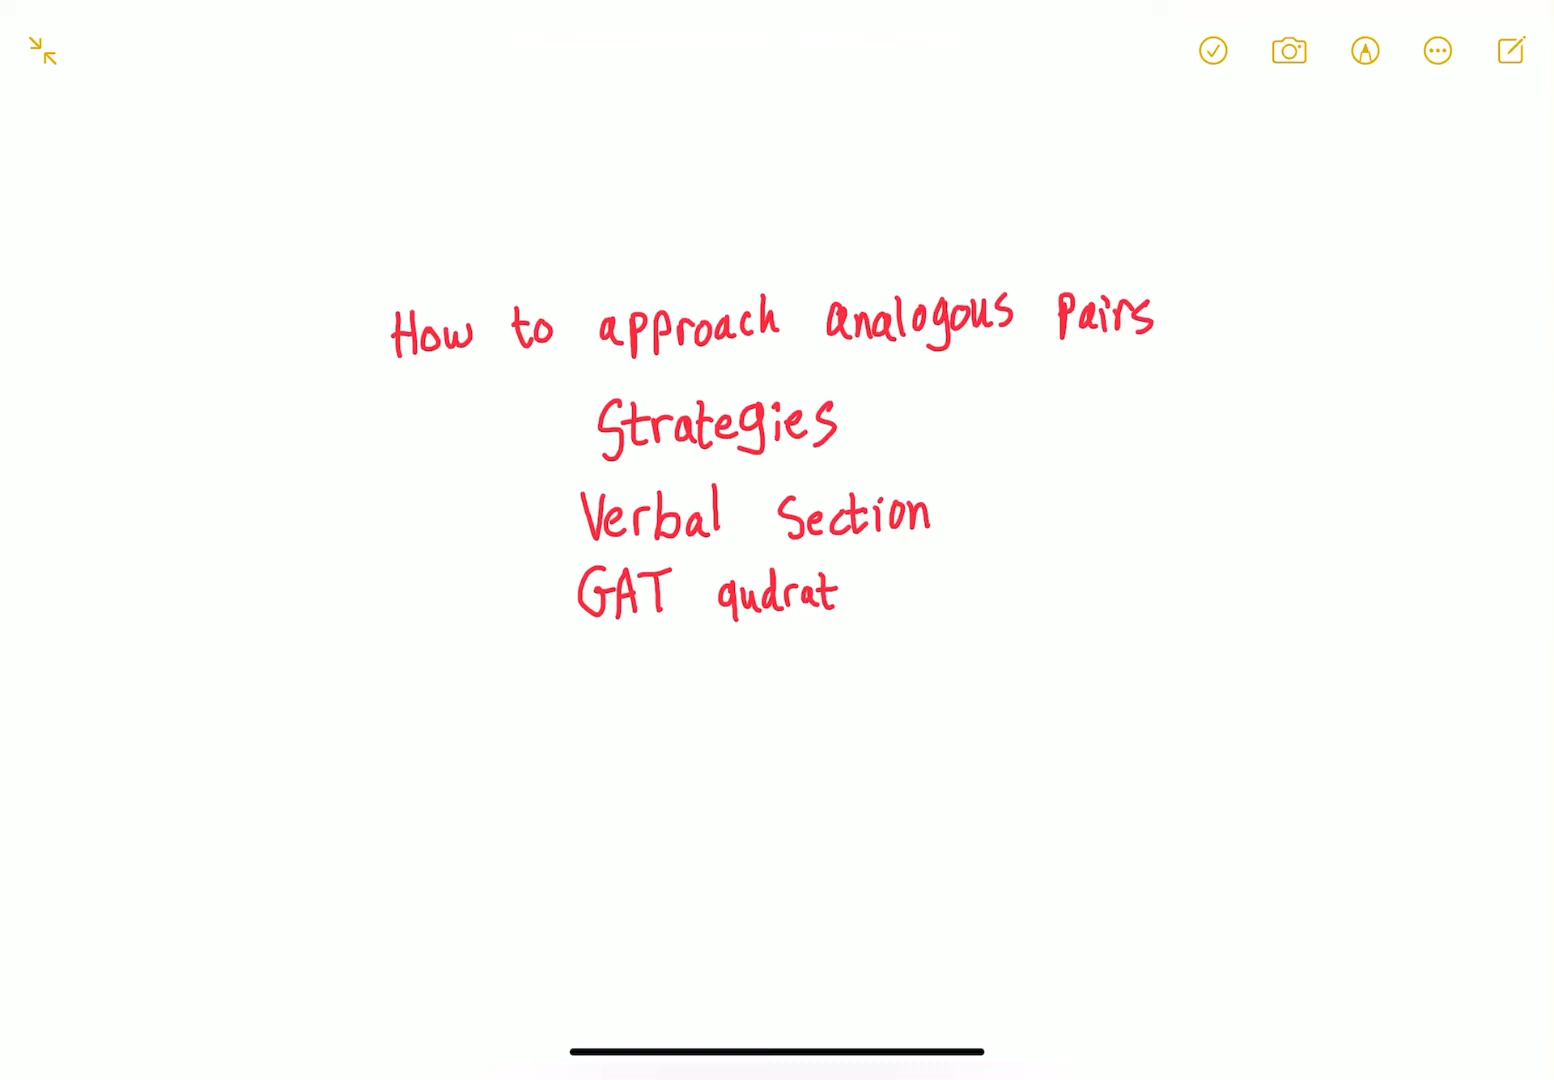 How to approach analogous pairs
Strategies
Verbal section
GAT qudrat